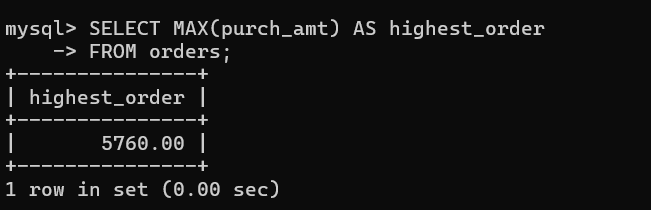 mysql> SELECT MAX(purch_amt) AS highest_order
    -> FROM orders;
+---------------+
| highest_order |
+---------------+
|       5760.00 |
+---------------+
1 row in set (0.00 sec)